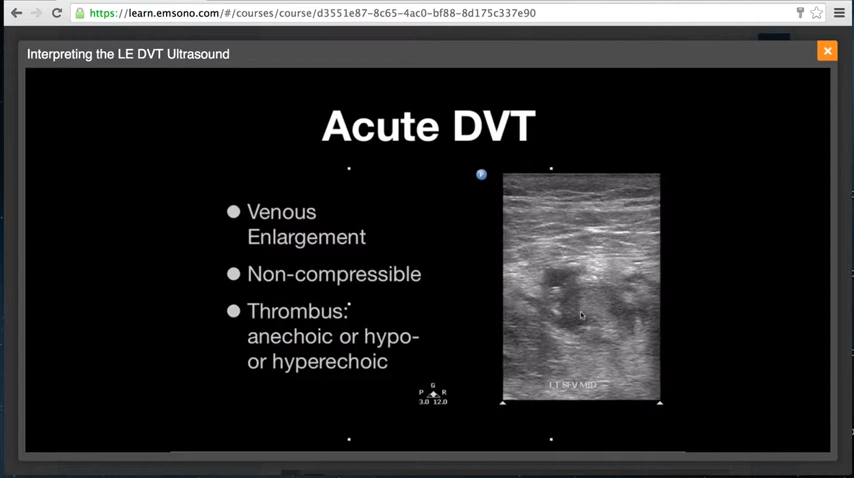 https://learn.emsono.com/#/courses/course/d3551e87-8c65-4ac0-bf88-8d175c337e90
Interpreting the LE DVT Ultrasound
Acute DVT
P
Venous
Enlargement
Non-compressible
Thrombus:
anechoic or hypo-
or hyperechoic
G
P R
3.0 12.0
LT SFV MID